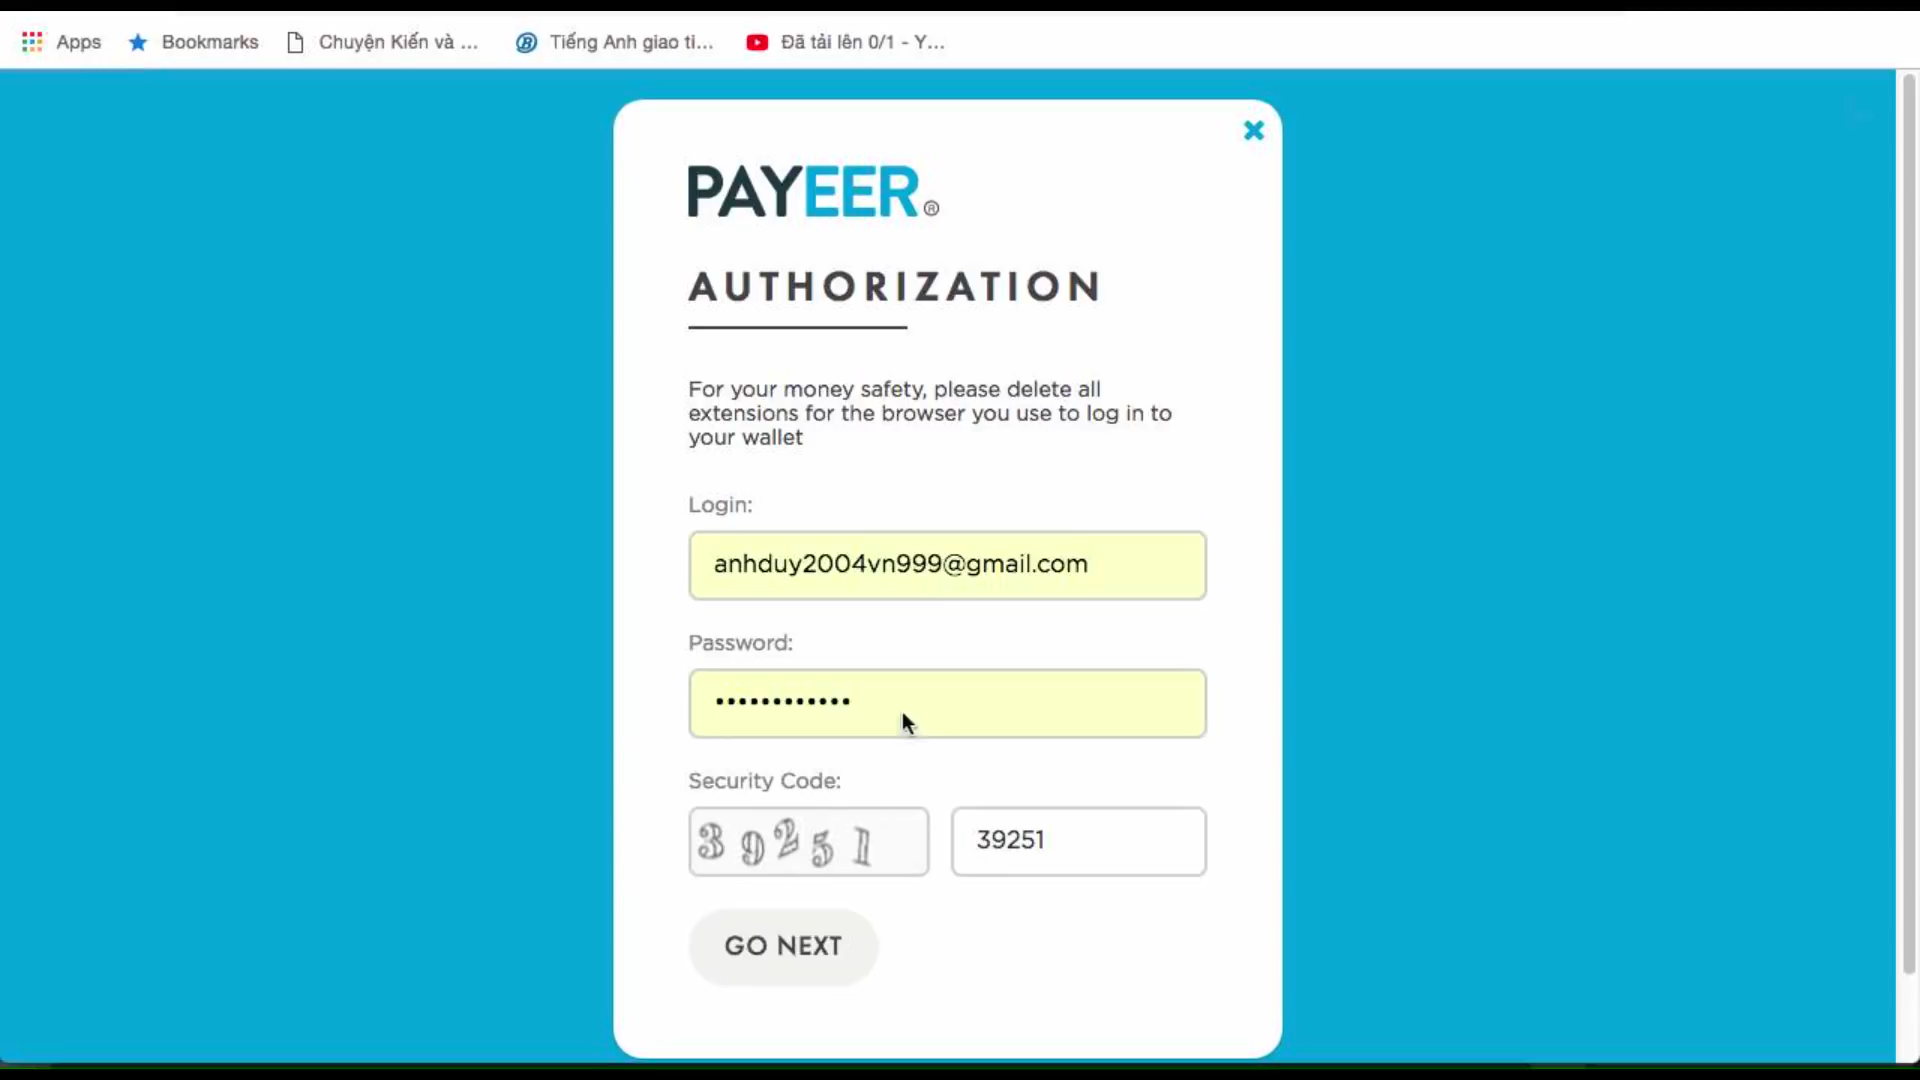 Apps Bookmarks Chuyện Kiến và ... Tiếng Anh giao ti... Đã tải lên 0/1 - Y...
PAYEER®
AUTHORIZATION
For your money safety, please delete all
extensions for the browser you use to log in to
your wallet
Login:
anhduy2004vn999@gmail.com
Password:
••••••••••••
Security Code:
39251 39251
GO NEXT